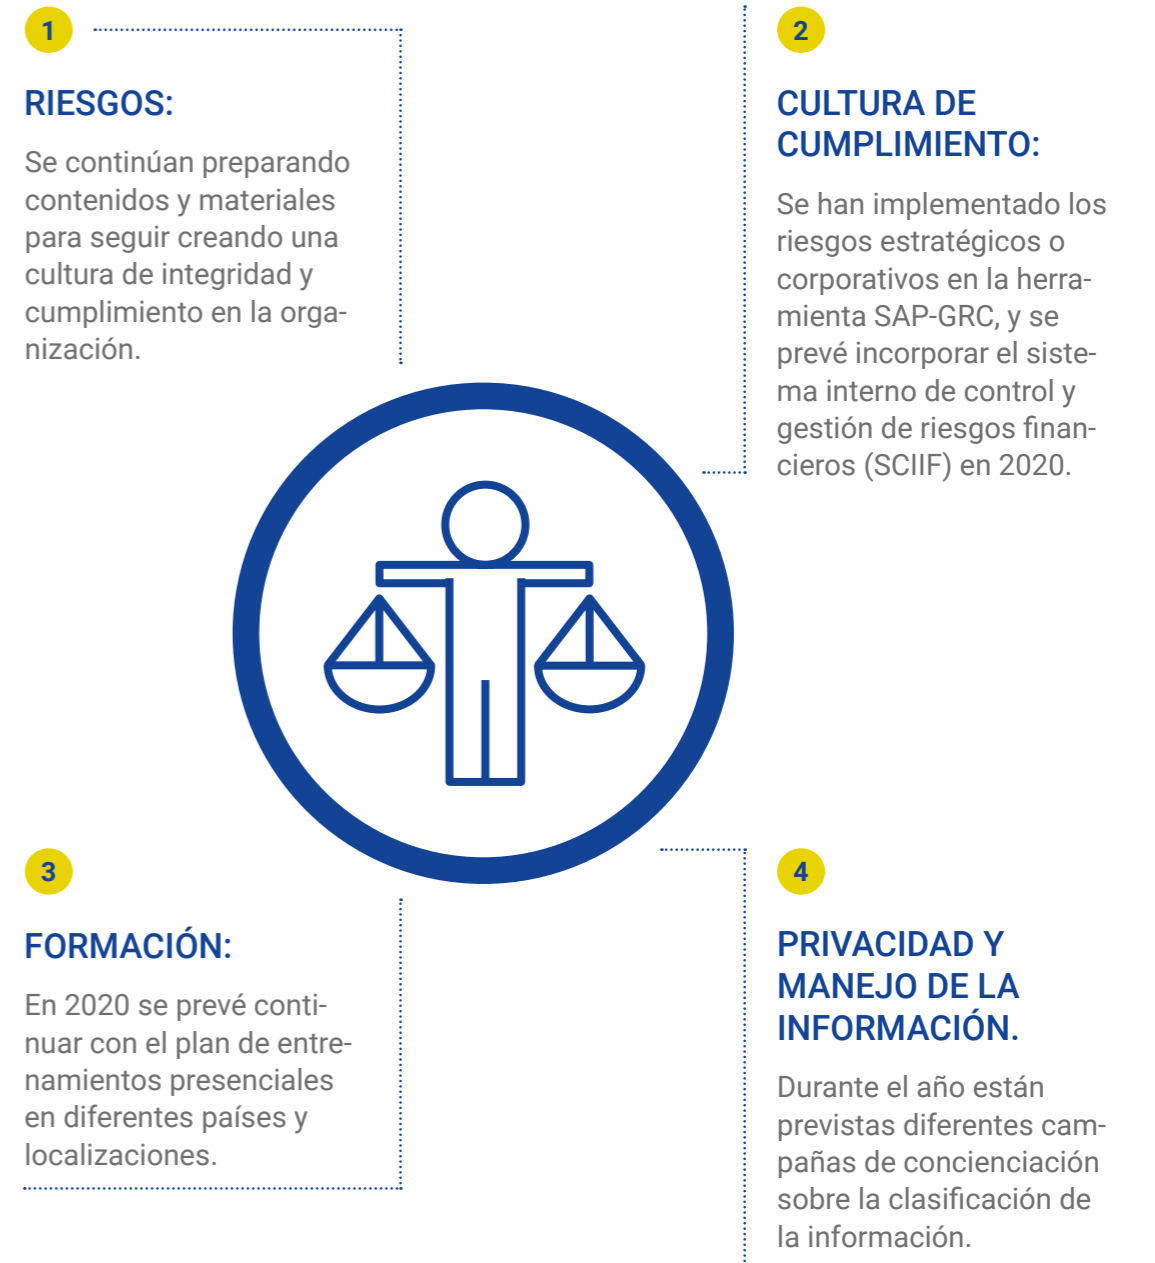 1
RIESGOS:
Se continúan preparando
contenidos y materiales
para seguir creando una
cultura de integridad y
cumplimiento en la orga-
nización.
2
CULTURA DE
CUMPLIMIENTO:
Se han implementado los
riesgos estratégicos o
corporativos en la herra-
mienta SAP-GRC, y se
prevé incorporar el siste-
ma interno de control y
gestión de riesgos finan-
cieros (SCIIF) en 2020.
3
FORMACIÓN:
En 2020 se prevé conti-
nuar con el plan de entre-
namientos presenciales
en diferentes países y
localizaciones.
4
PRIVACIDAD Y
MANEJO DE LA
INFORMACIÓN.
Durante el año están
previstas diferentes cam-
pañas de concienciación
sobre la clasificación de
la información.